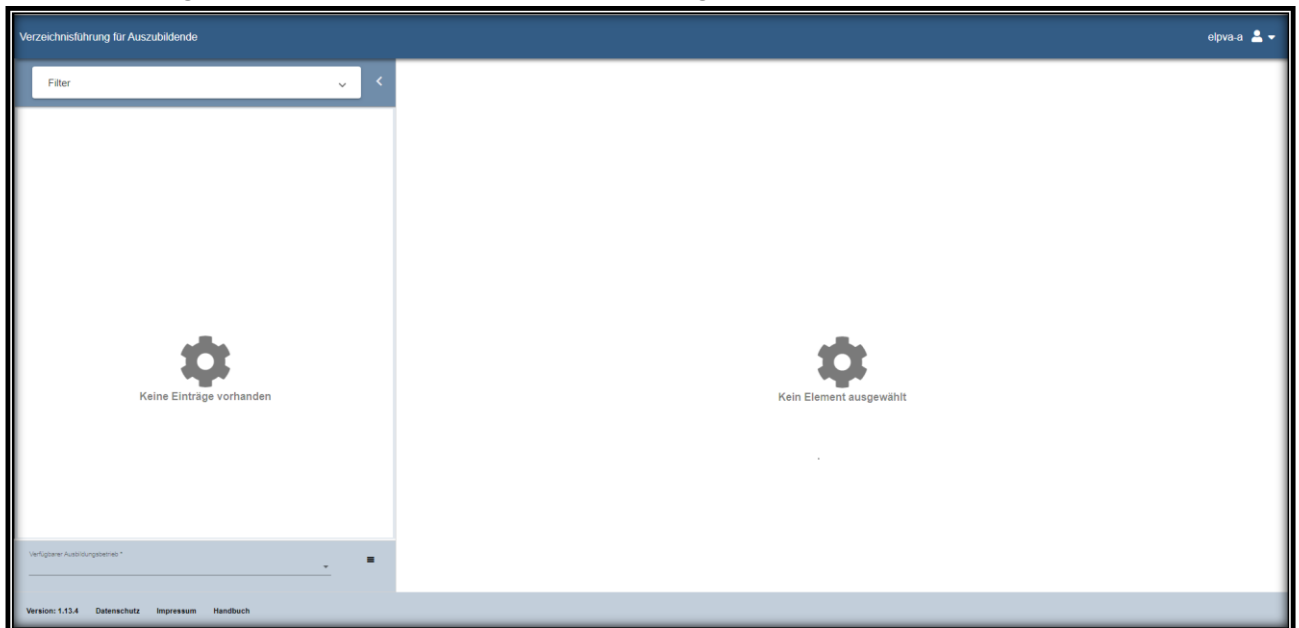 Verzeichnisführung für Auszubildende
elpva-a
Filter
Keine Einträge vorhanden
Kein Element ausgewählt
Verfügbarer Ausbildungsbetrieb *
Version: 1.13.4 Datenschutz Impressum Handbuch